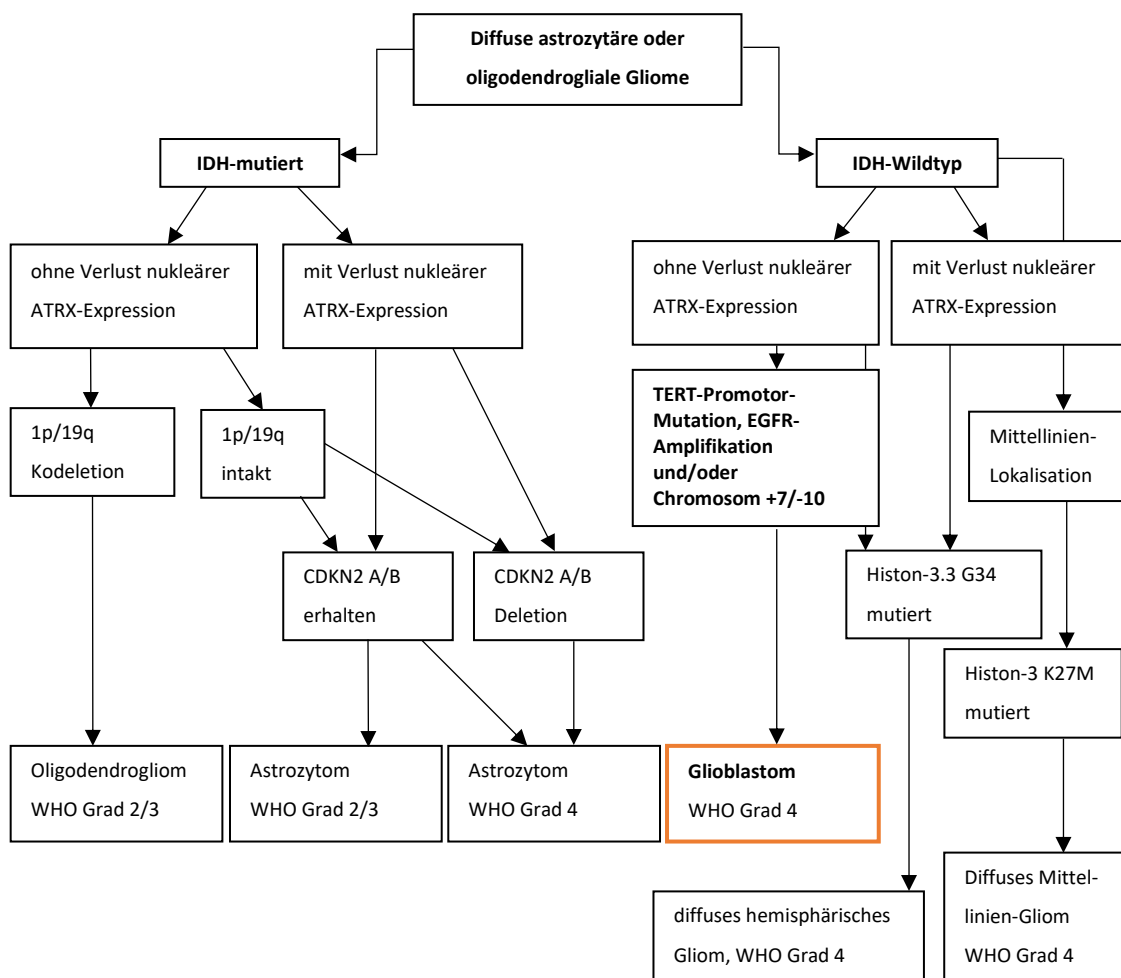 Diffuse astrozytäre oder
oligodendrogliale Gliome
IDH-mutiert
IDH-Wildtyp
ohne Verlust nukleärer
ATRX-Expression
mit Verlust nukleärer
ATRX-Expression
ohne Verlust nukleärer
ATRX-Expression
mit Verlust nukleärer
ATRX-Expression
1p/19q
Kodeletion
1p/19q
intakt
TERT-Promotor-
Mutation, EGFR-
Amplifikation
und/oder
Chromosom +7/-10
Mittellinien-
Lokalisation
CDKN2 A/B
erhalten
CDKN2 A/B
Deletion
Histon-3.3 G34
mutiert
Histon-3 K27M
mutiert
Oligodendrogliom
WHO Grad 2/3
Astrozytom
WHO Grad 2/3
Astrozytom
WHO Grad 4
Glioblastom
WHO Grad 4
diffuses hemisphärisches
Gliom, WHO Grad 4
Diffuses Mittel-
linien-Gliom
WHO Grad 4